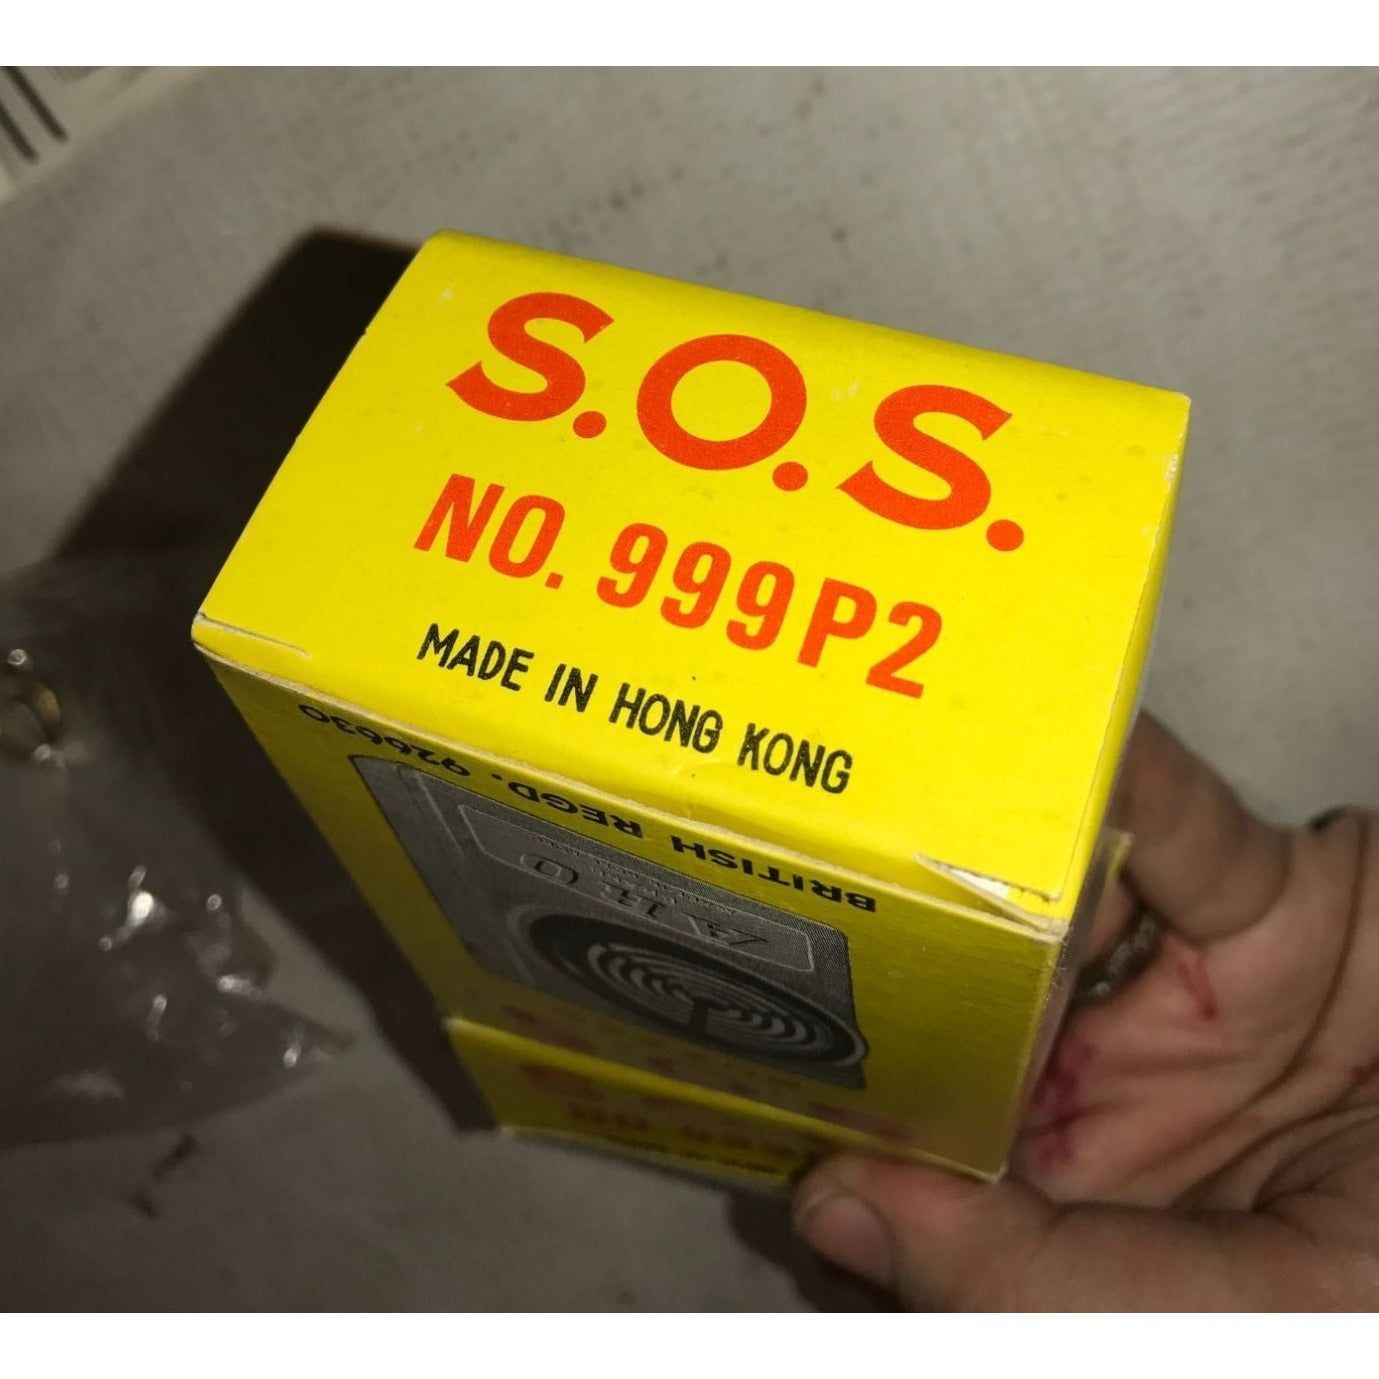 S.O.S.
NO. 999P2
MADE IN HONG KONG
BRITISH REGD. 926630